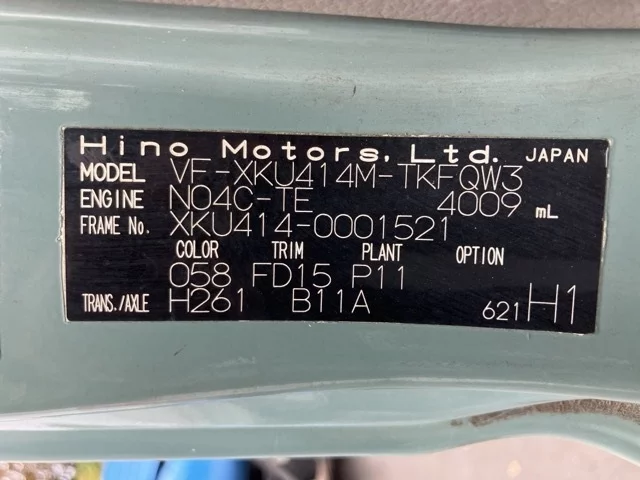 Hino Motors, Ltd. JAPAN
MODEL VF-XKU414M-TKFQW3
ENGINE N04C-TE 4009 mL
FRAME No. XKU414-0001521
COLOR TRIM PLANT OPTION
058 FD15 P11
TRANS./AXLE H261 B11A 621 H1